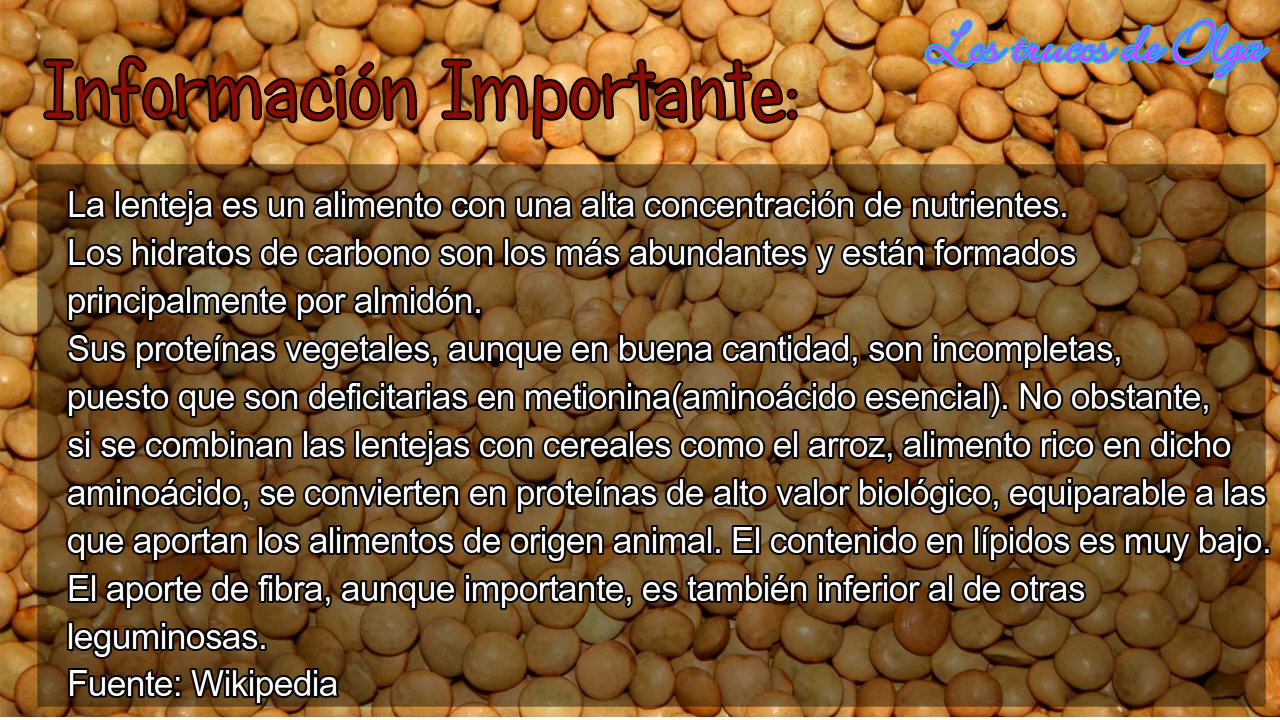 Los trucos de Olga
Información Importante:
La lenteja es un alimento con una alta concentración de nutrientes.
Los hidratos de carbono son los más abundantes y están formados
principalmente por almidón.
Sus proteínas vegetales, aunque en buena cantidad, son incompletas,
puesto que son deficitarias en metionina(aminoácido esencial). No obstante,
si se combinan las lentejas con cereales como el arroz, alimento rico en dicho
aminoácido, se convierten en proteínas de alto valor biológico, equiparable a las
que aportan los alimentos de origen animal. El contenido en lípidos es muy bajo.
El aporte de fibra, aunque importante, es también inferior al de otras
leguminosas.
Fuente: Wikipedia